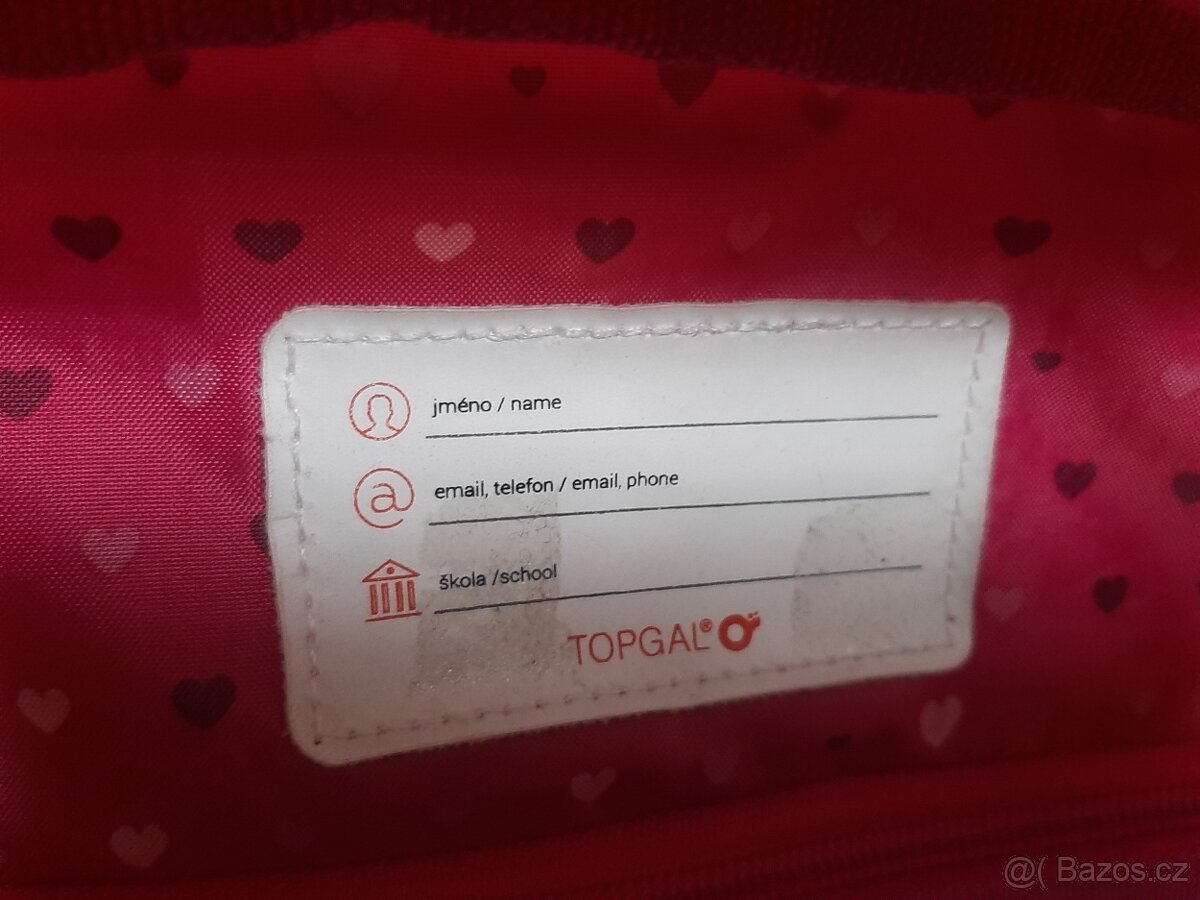 jméno / name
email, telefon / email, phone
škola /school
TOPGAL®
@( Bazos.cz